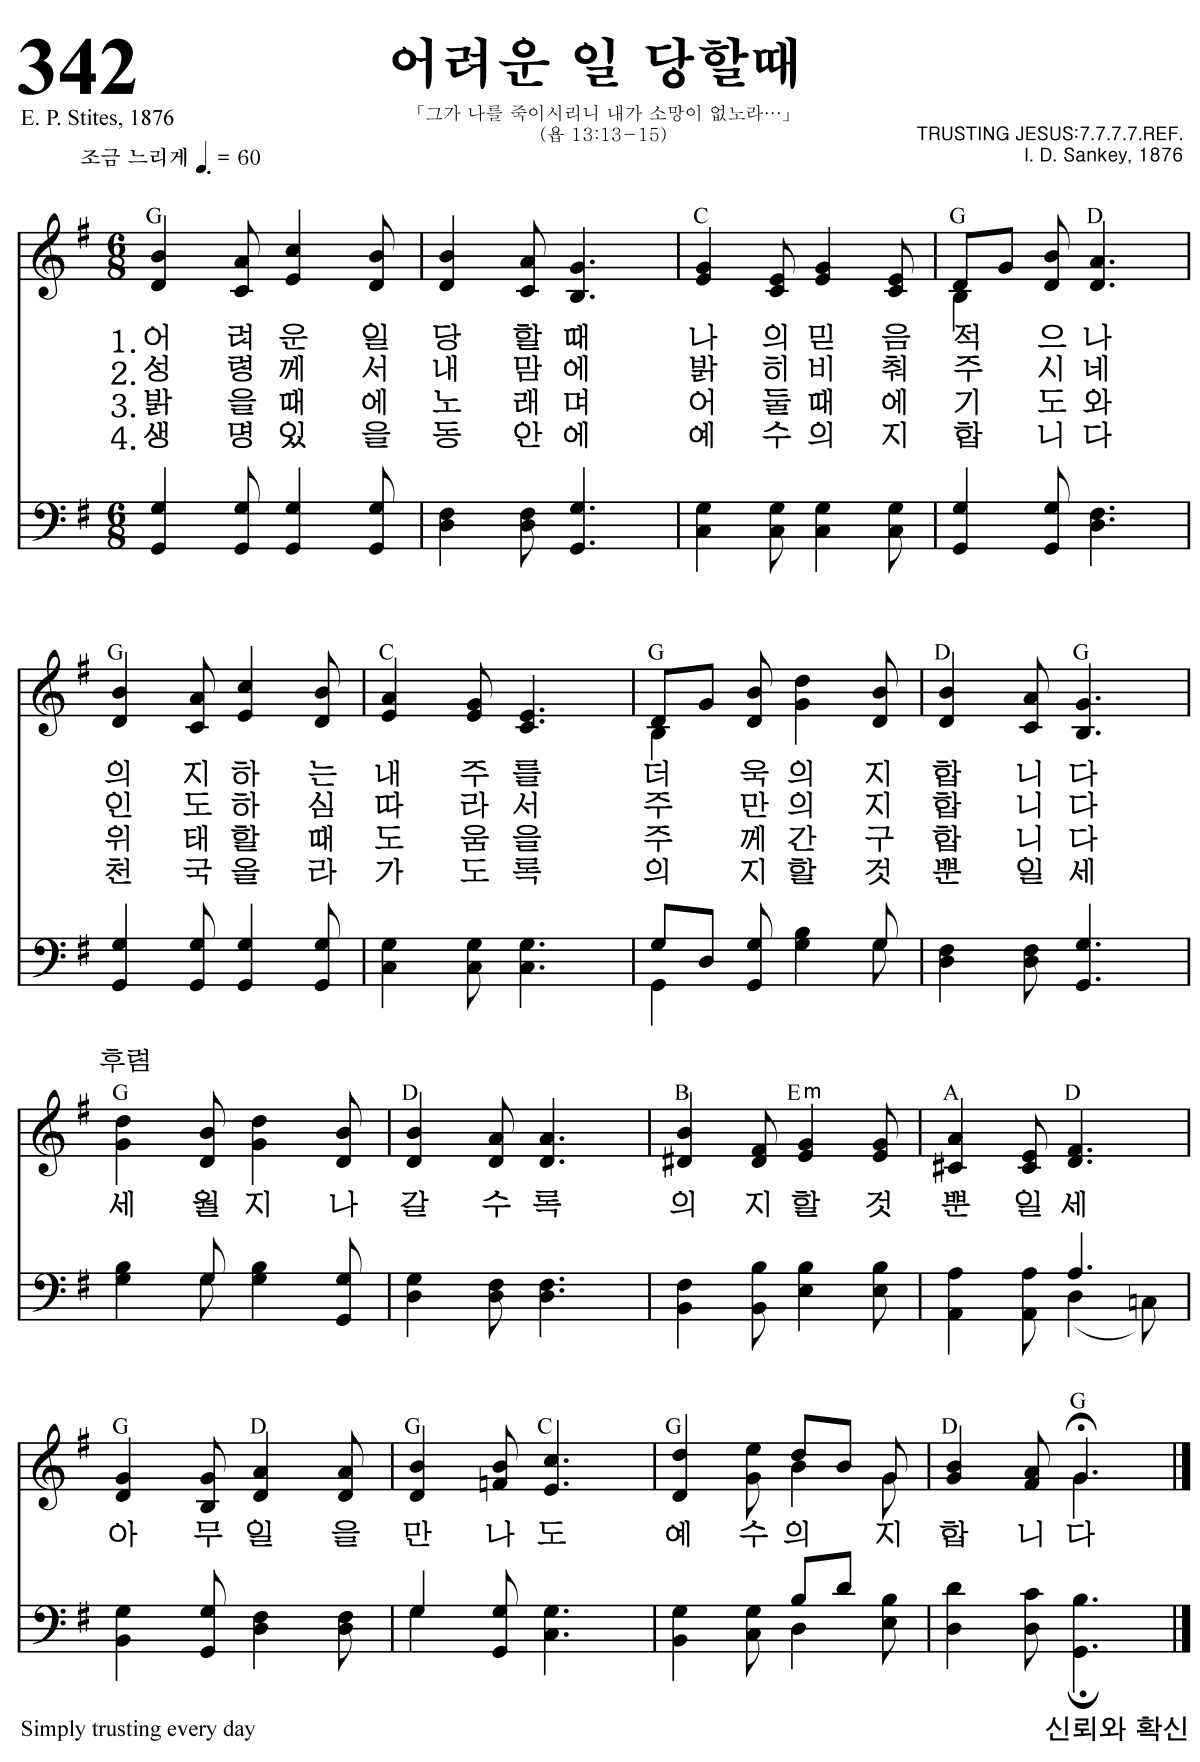 342
어려운 일 당할때
E. P. Stites, 1876
「그가 나를 죽이시리니 내가 소망이 없노라…」
(욥 13:13-15)
TRUSTING JESUS:7.7.7.7.REF.
조금 느리게 ♩. = 60
I. D. Sankey, 1876
G C G D
1. 어 려 운 일 당 할 때 나 의 믿 음 적 으 나
2. 성 령 께 서 내 맘 에 밝 히 비 춰 주 시 네
3. 밝 을 때 에 노 래 며 어 둘 때 에 기 도 와
4. 생 명 있 을 동 안 에 예 수 의 지 합 니 다
G C G D G
의 지 하 는 내 주 를 더 욱 의 지 합 니 다
인 도 하 심 따 라 서 주 만 의 지 합 니 다
위 태 할 때 도 움 을 주 께 간 구 합 니 다
천 국 올 라 가 도 록 의 지 할 것 뿐 일 세
후렴
G D B Em A D
세 월 지 나 갈 수 록 의 지 할 것 뿐 일 세
G D G C G D G
아 무 일 을 만 나 도 예 수 의 지 합 니 다
Simply trusting every day
신뢰와 확신